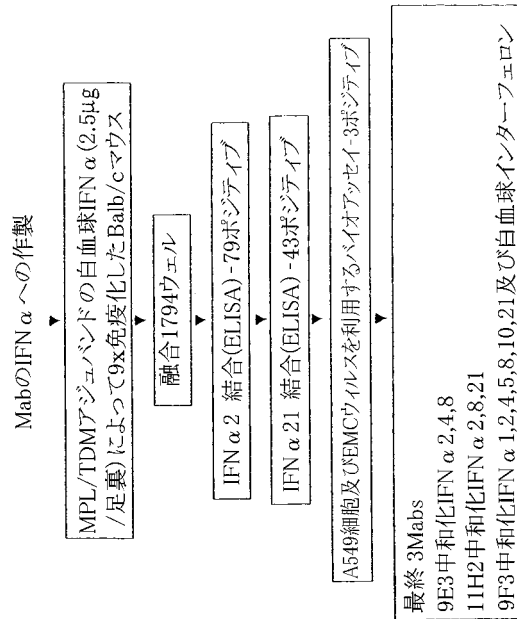 MabのIFNαへの作製
MPL/TDMアジュバンドの白血球IFNα(2.5μg
/足裏)によって9x免疫化したBalb/cマウス
融合1794ウェル
IFNα2 結合(ELISA)-79ポジティブ
IFNα21 結合(ELISA)-43ポジティブ
A549細胞及びEMCウィルスを利用するバイオアッセイ-3ポジティブ
最終 3Mabs
9E3中和化IFNα2,4,8
11H2中和化IFNα2,8,21
9F3中和化IFNα1,2,4,5,8,10,21及び白血球インターフェロン